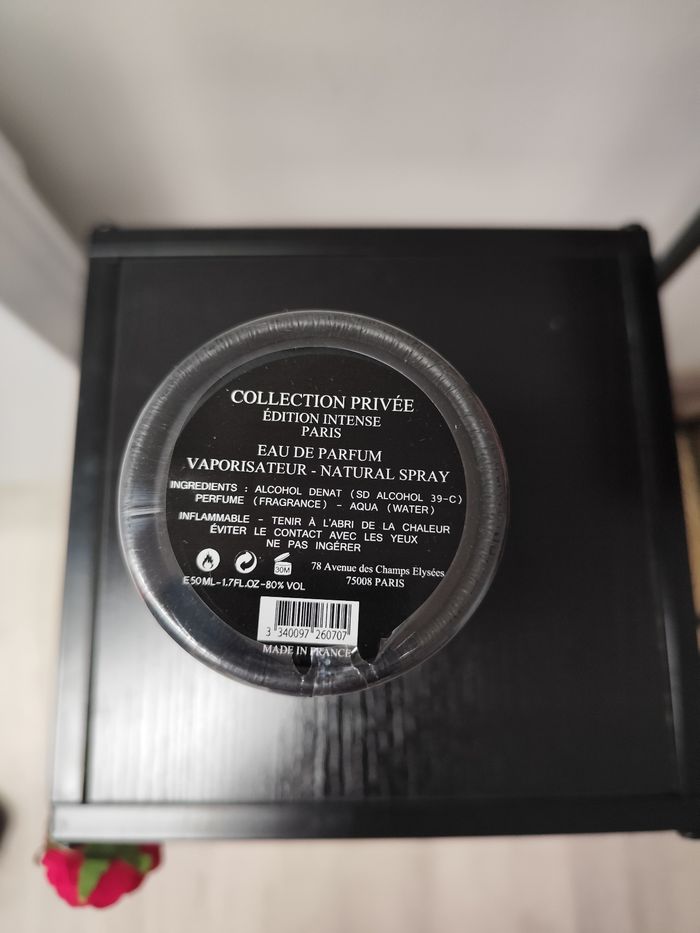 COLLECTION PRIVÉE
ÉDITION INTENSE
PARIS
EAU DE PARFUM
VAPORISATEUR - NATURAL SPRAY
INGREDIENTS : ALCOHOL DENAT (SD ALCOHOL 39-C)
PERFUME (FRAGRANCE) - AQUA (WATER)
INFLAMMABLE - TENIR À L'ABRI DE LA CHALEUR
ÉVITER LE CONTACT AVEC LES YEUX
NE PAS INGÉRER
30M
78 Avenue des Champs Elysées
75008 PARIS
E50ML-1.7FL.OZ-80% VOL
3 340097 260707
MADE IN FRANCE